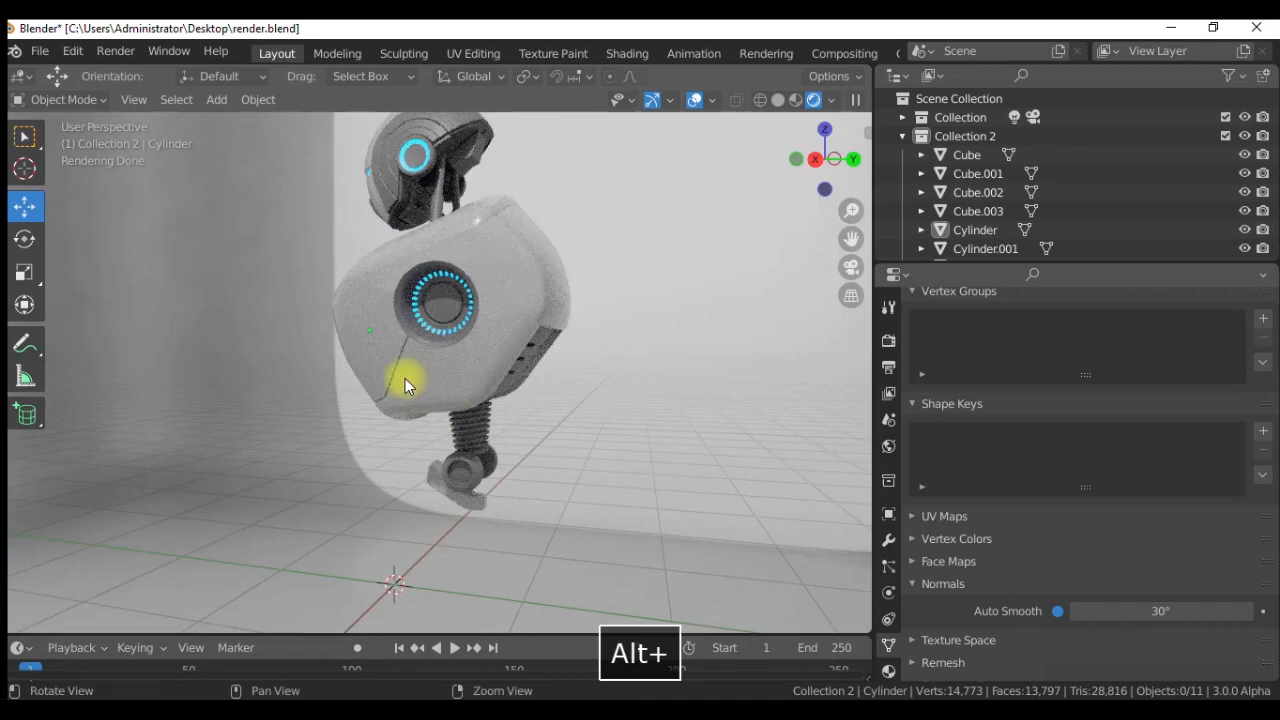 Blender* [C:\Users\Administrator\Desktop\render.blend]
File Edit Render Window Help
Layout Modeling Sculpting UV Editing Texture Paint Shading Animation Rendering Compositing
Scene View Layer
Orientation: Default Drag: Select Box Global Options
Object Mode View Select Add Object
User Perspective
(1) Collection 2 | Cylinder
Rendering Done
Z
X
Y
Scene Collection
Collection
Collection 2
Cube
Cube.001
Cube.002
Cube.003
Cylinder
Cylinder.001
Vertex Groups
Shape Keys
UV Maps
Vertex Colors
Face Maps
Normals
Auto Smooth 30°
Texture Space
Remesh
Alt+
Playback Keying View Marker Start 1 End 250
1 50 100 150 200 250
Rotate View Pan View Zoom View
Collection 2 | Cylinder | Verts:14,773 | Faces:13,797 | Tris:28,816 | Objects:0/11 | 3.0.0 Alpha